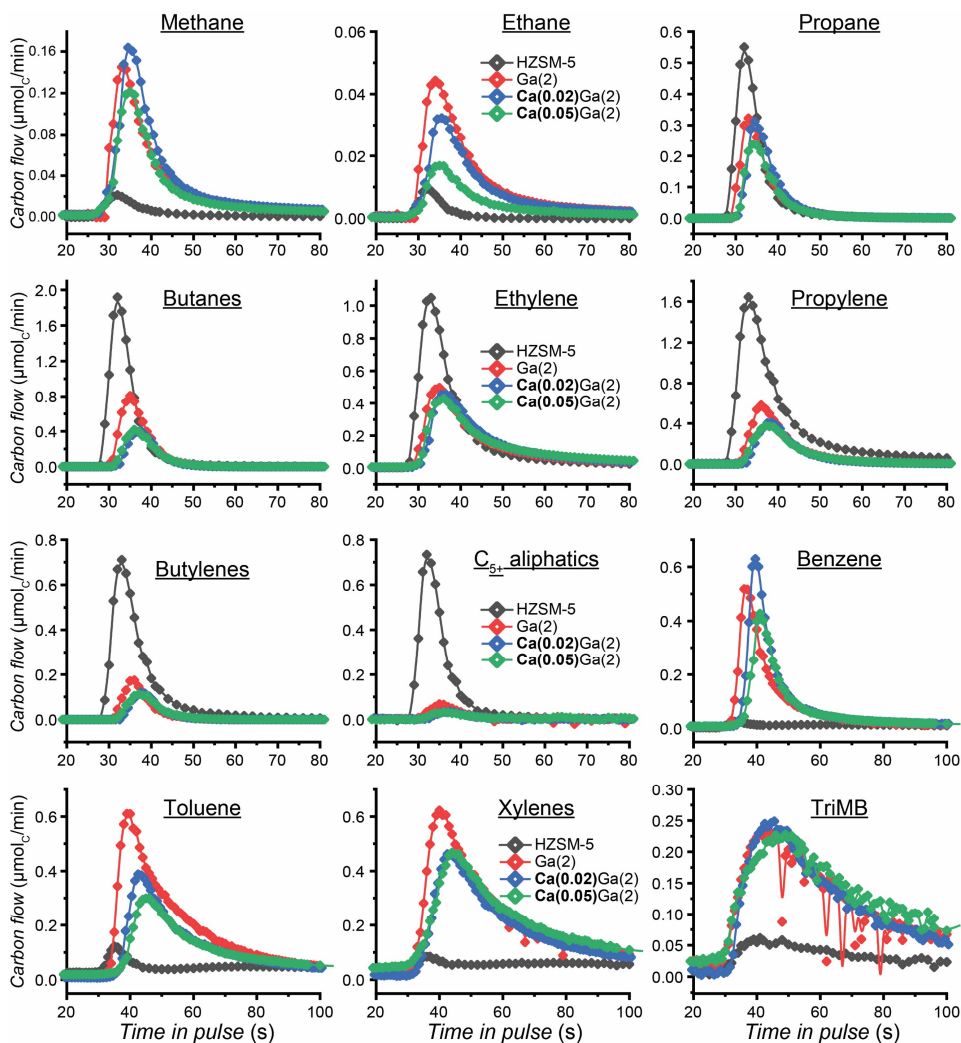 Methane
Ethane
Propane
Carbon flow (µmolC/min)
0.16
0.12
0.08
0.04
0.00
20 30 40 50 60 70 80
0.06
0.04
0.02
0.00
20 30 40 50 60 70 80
HZSM-5
Ga(2)
Ca(0.02)Ga(2)
Ca(0.05)Ga(2)
0.6
0.5
0.4
0.3
0.2
0.1
0.0
20 30 40 50 60 70 80
Butanes
Ethylene
Propylene
Carbon flow (µmolC/min)
2.0
1.6
1.2
0.8
0.4
0.0
20 30 40 50 60 70 80
1.0
0.8
0.6
0.4
0.2
0.0
20 30 40 50 60 70 80
HZSM-5
Ga(2)
Ca(0.02)Ga(2)
Ca(0.05)Ga(2)
1.6
1.2
0.8
0.4
0.0
20 30 40 50 60 70 80
Butylenes
C5+ aliphatics
Benzene
Carbon flow (µmolC/min)
0.8
0.6
0.4
0.2
0.0
20 30 40 50 60 70 80
0.8
0.6
0.4
0.2
0.0
20 30 40 50 60 70 80
HZSM-5
Ga(2)
Ca(0.02)Ga(2)
Ca(0.05)Ga(2)
0.6
0.4
0.2
0.0
20 40 60 80 100
Toluene
Xylenes
TriMB
Carbon flow (µmolC/min)
0.6
0.4
0.2
0.0
20 40 60 80 100
Time in pulse (s)
0.6
0.4
0.2
0.0
20 40 60 80 100
Time in pulse (s)
HZSM-5
Ga(2)
Ca(0.02)Ga(2)
Ca(0.05)Ga(2)
0.30
0.25
0.20
0.15
0.10
0.05
0.00
20 40 60 80 100
Time in pulse (s)